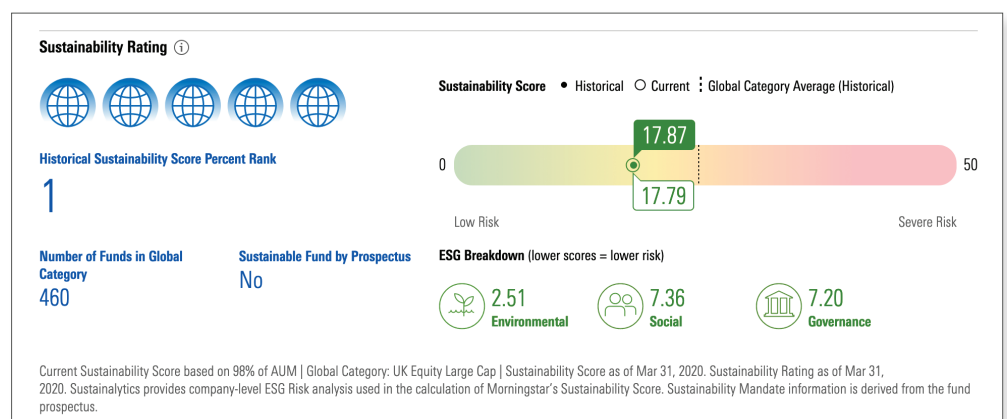 Sustainability Rating
Sustainability Score Historical Current Global Category Average (Historical)
17.87
0
50
17.79
Low Risk
Severe Risk
Historical Sustainability Score Percent Rank
1
Number of Funds in Global
Category
460
Sustainable Fund by Prospectus
No
ESG Breakdown (lower scores = lower risk)
2.51
Environmental
7.36
Social
7.20
Governance
Current Sustainability Score based on 98% of AUM | Global Category: UK Equity Large Cap | Sustainability Score as of Mar 31, 2020. Sustainability Rating as of Mar 31,
2020. Sustainalytics provides company-level ESG Risk analysis used in the calculation of Morningstar's Sustainability Score. Sustainability Mandate information is derived from the fund
prospectus.